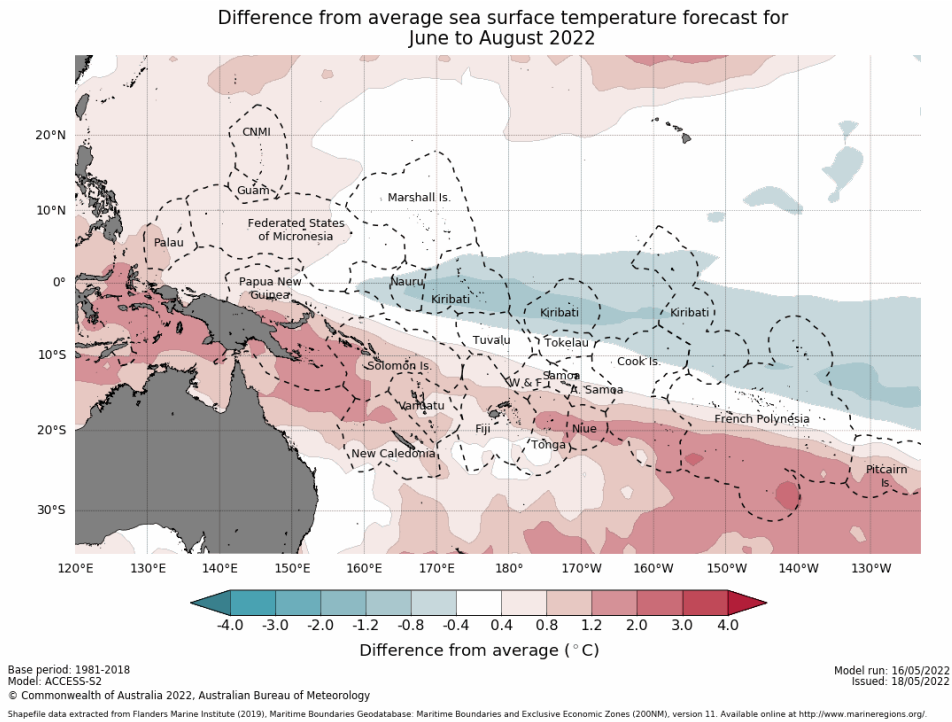 Difference from average sea surface temperature forecast for
June to August 2022
20°N
10°N
0°
10°S
20°S
30°S
CNMI
Guam
Marshall Is.
Federated States
of Micronesia
Palau
Papua New
Guinea
Nauru
Kiribati
Kiribati
Kiribati
Tuvalu
Tokelau
Solomon Is.
Cook Is.
W & F
Samoa
A. Samoa
Vanuatu
French Polynesia
Fiji
Niue
Tonga
New Caledonia
Pitcairn
Is.
120°E 130°E 140°E 150°E 160°E 170°E 180° 170°W 160°W 150°W 140°W 130°W
-4.0 -3.0 -2.0 -1.2 -0.8 -0.4 0.4 0.8 1.2 2.0 3.0 4.0
Difference from average (°C)
Base period: 1981-2018
Model: ACCESS-S2
© Commonwealth of Australia 2022, Australian Bureau of Meteorology
Model run: 16/05/2022
Issued: 18/05/2022
Shapefile data extracted from Flanders Marine Institute (2019), Maritime Boundaries Geodatabase: Maritime Boundaries and Exclusive Economic Zones (200NM), version 11. Available online at http://www.marineregions.org/.